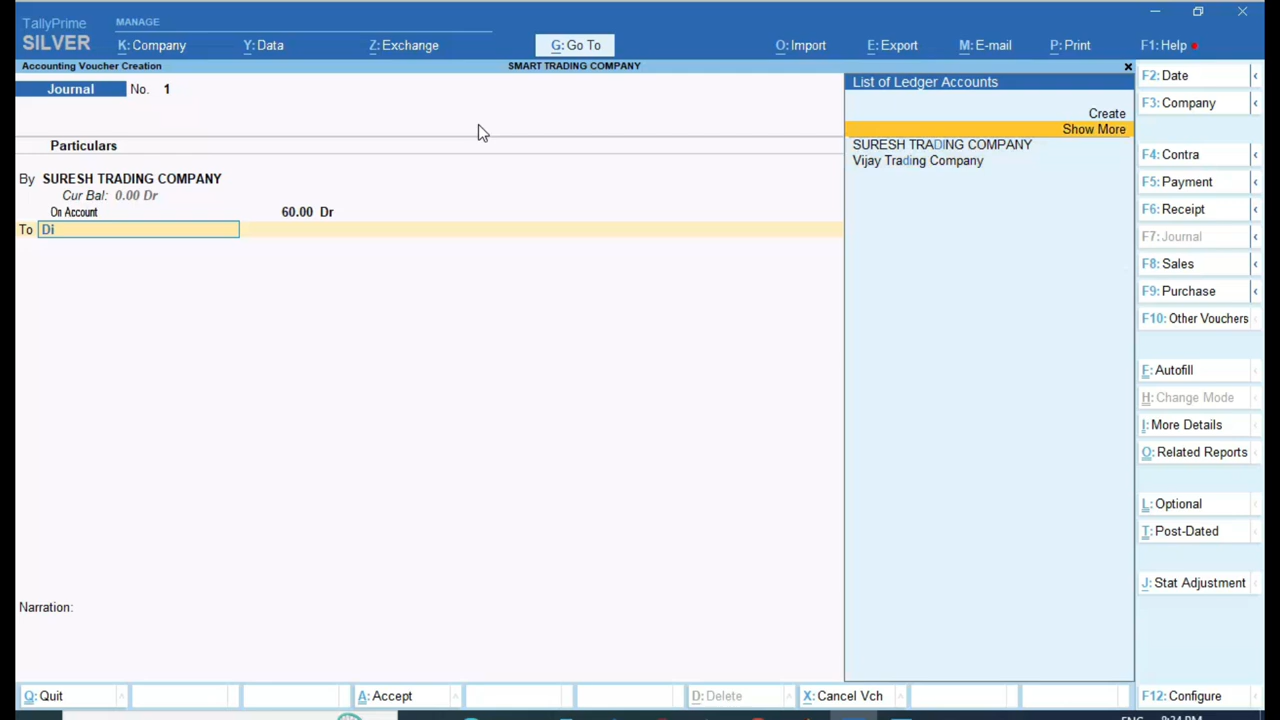 TallyPrime
MANAGE
SILVER
K: Company
Y: Data
Z: Exchange
G: Go To
O: Import
E: Export
M: E-mail
P: Print
F1: Help
Accounting Voucher Creation
SMART TRADING COMPANY
Journal No. 1
Particulars
By SURESH TRADING COMPANY
Cur Bal: 0.00 Dr
On Account 60.00 Dr
To Di
Narration:
List of Ledger Accounts
Create
Show More
SURESH TRADING COMPANY
Vijay Trading Company
F2: Date
F3: Company
F4: Contra
F5: Payment
F6: Receipt
F7: Journal
F8: Sales
F9: Purchase
F10: Other Vouchers
F: Autofill
H: Change Mode
I: More Details
O: Related Reports
L: Optional
T: Post-Dated
J: Stat Adjustment
Q: Quit
A: Accept
D: Delete
X: Cancel Vch
F12: Configure